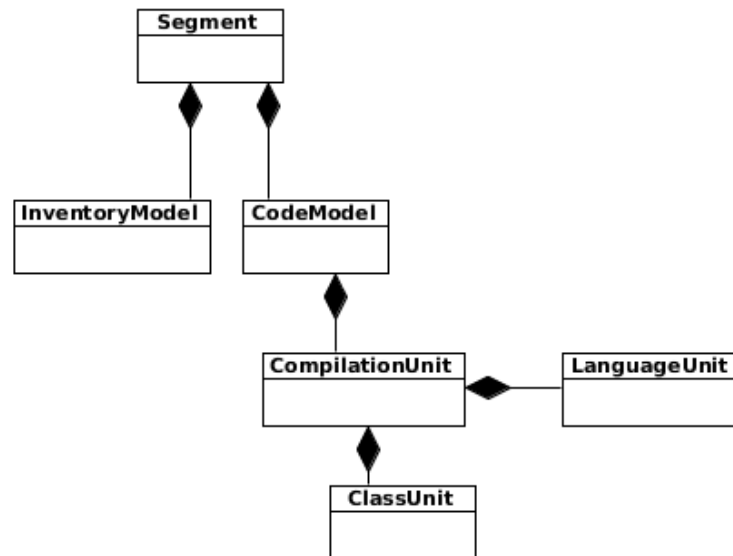 Segment
InventoryModel
CodeModel
CompilationUnit
LanguageUnit
ClassUnit